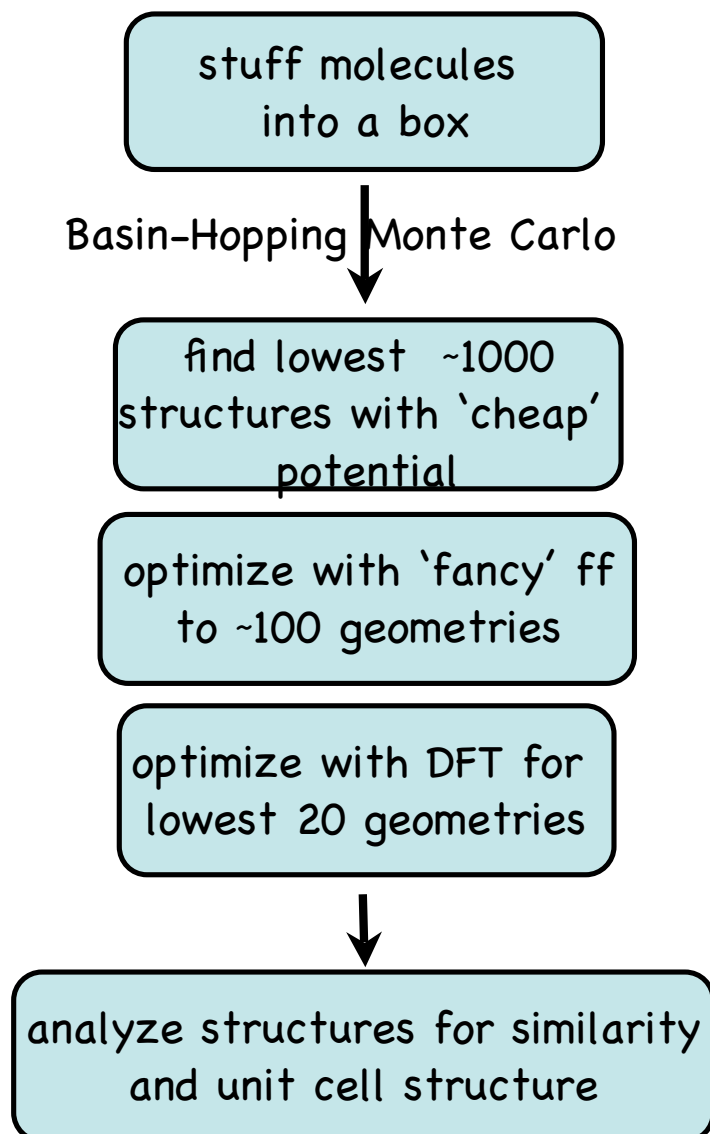 stuff molecules
into a box
Basin-Hopping Monte Carlo
find lowest ~1000
structures with ‘cheap’
potential
optimize with ‘fancy’ ff
to ~100 geometries
optimize with DFT for
lowest 20 geometries
analyze structures for similarity
and unit cell structure